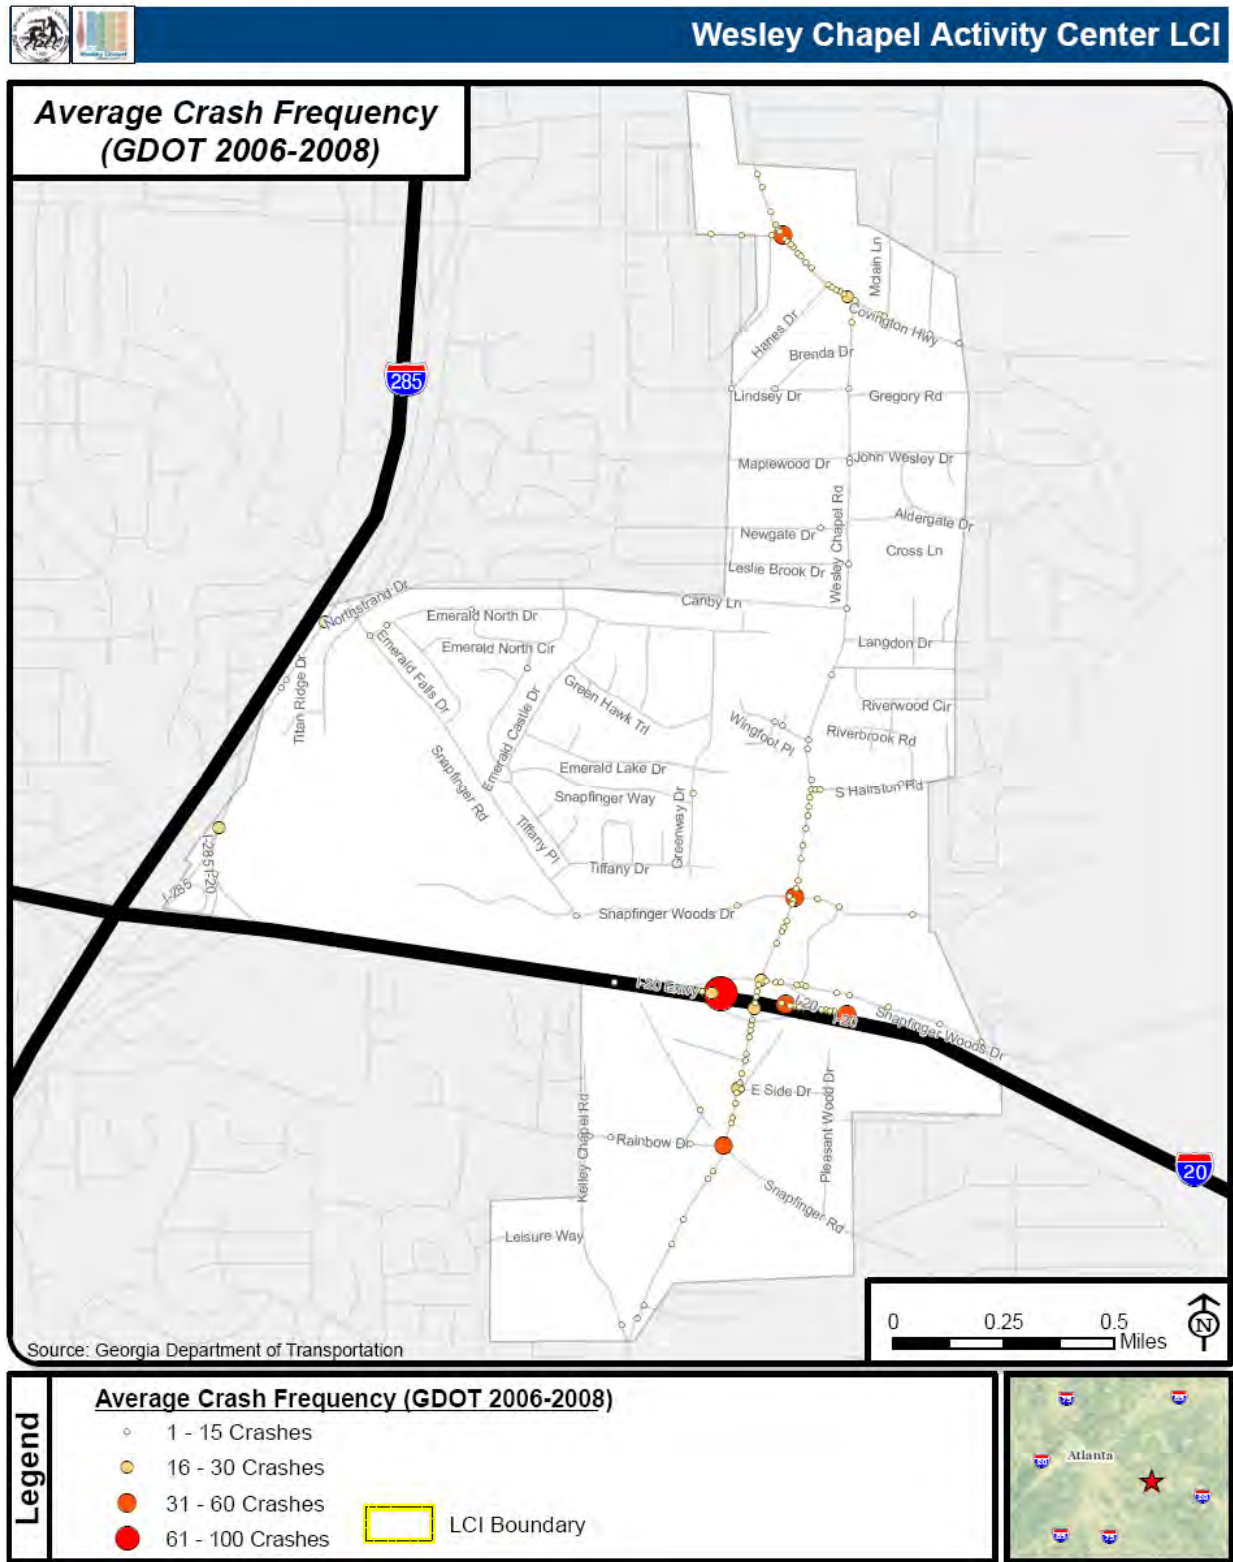 Wesley Chapel Activity Center LCI
Average Crash Frequency
(GDOT 2006-2008)
Mclain Ln
Covington Hwy
Hanes Dr
Brenda Dr
285
Lindsey Dr
Gregory Rd
Maplewood Dr
John Wesley Dr
Wesley Chapel Rd
Aldergate Dr
Newgate Dr
Cross Ln
Leslie Brook Dr
Northstrand Dr
Canby Ln
Emerald North Dr
Emerald North Cir
Langdon Dr
Emerald Falls Dr
Titan Ridge Dr
Green Hawk Trl
Riverwood Cir
Emerald Castle Dr
Wingfoot Pl
Riverbrook Rd
Snapfinger Rd
Emerald Lake Dr
S Hairston Rd
Snapfinger Way
Greenway Dr
Tiffany Pl
Tiffany Dr
I-285
I-285
I-20
Snapfinger Woods Dr
I-20
I-20
I-20
Snapfinger Woods Dr
E Side Dr
Pleasant Wood Dr
Kelley Chapel Rd
Rainbow Dr
20
Snapfinger Rd
Leisure Way
0 0.25 0.5
Miles
N
Source: Georgia Department of Transportation
Legend
Average Crash Frequency (GDOT 2006-2008)
1 - 15 Crashes
16 - 30 Crashes
31 - 60 Crashes
61 - 100 Crashes
LCI Boundary
75
85
Atlanta
20
20
85
75